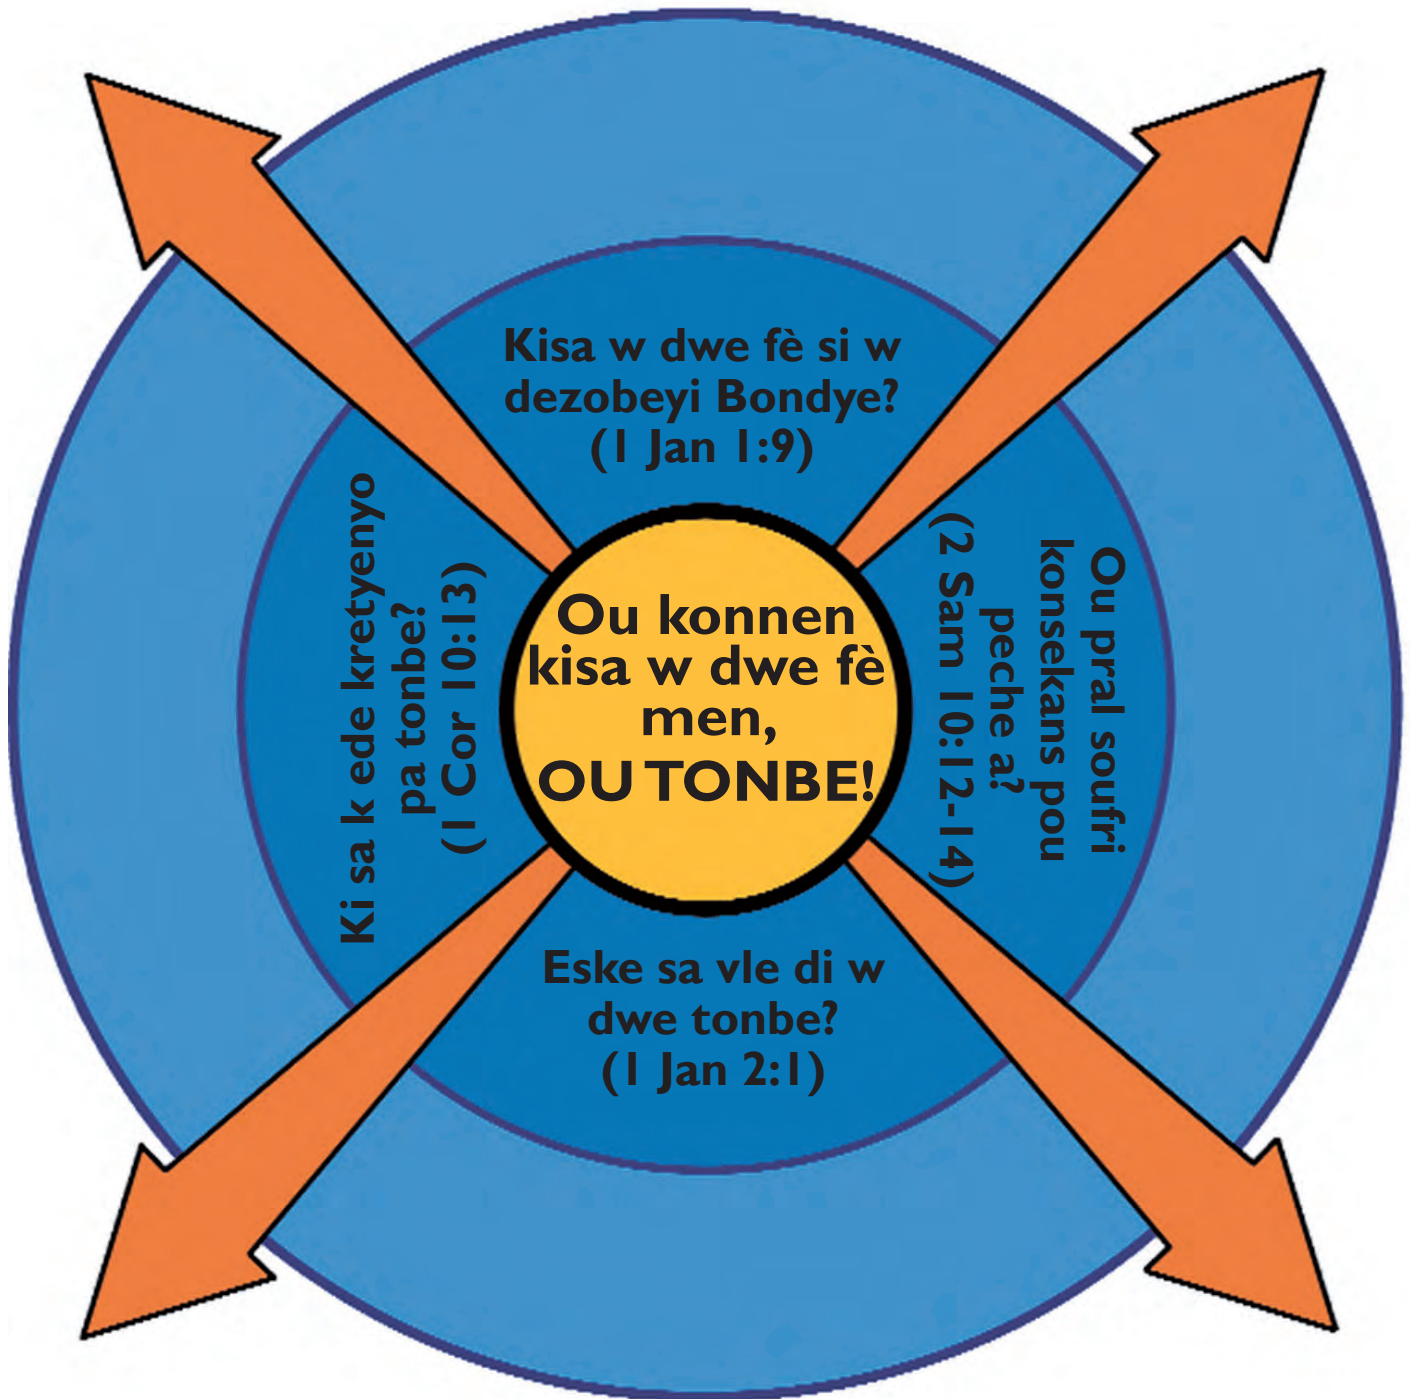 Kisa w dwe fè si w
dezobeyi Bondye?
(1 Jan 1:9)
Ki sa k ede kretyenyo
pa tonbe?
(1 Cor 10:13)
Ou konnen
kisa w dwe fè
men,
OU TONBE!
Ou pral soufri
konsekans pou
peche a?
(2 Sam 10:12-14)
Eske sa vle di w
dwe tonbe?
(1 Jan 2:1)